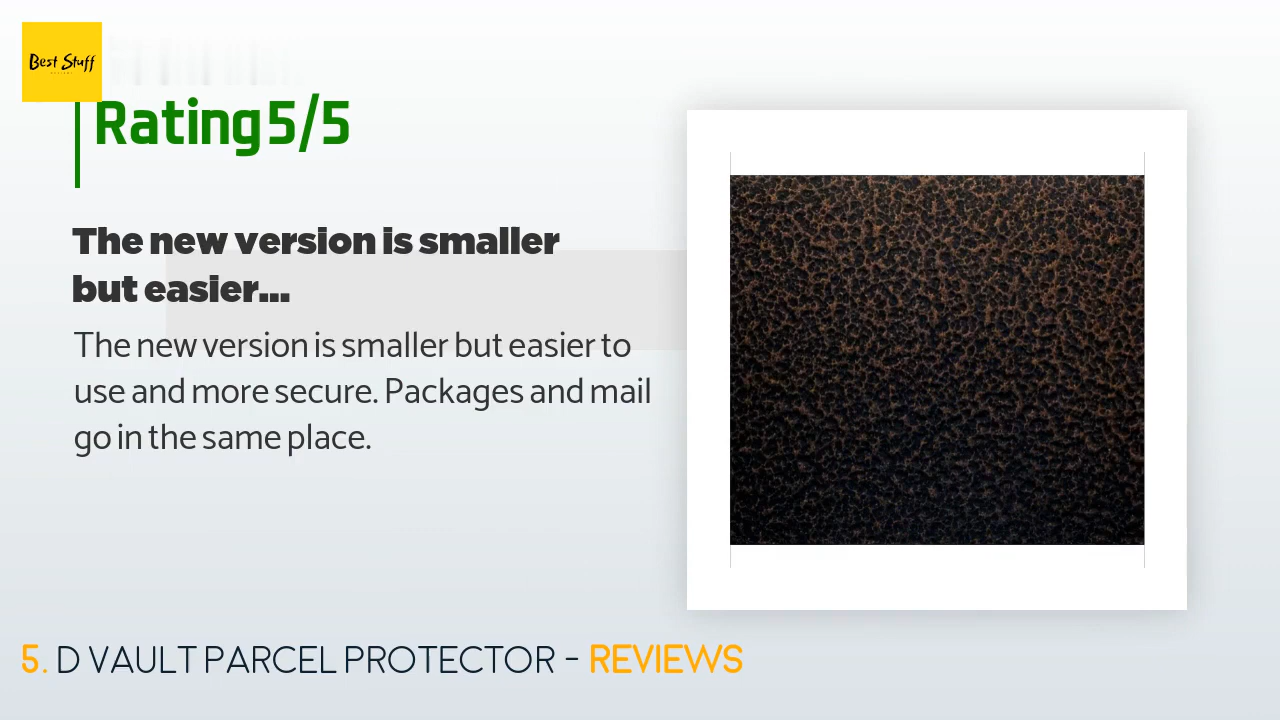 Best Stuff
Rating 5/5
The new version is smaller
but easier...
The new version is smaller but easier to
use and more secure. Packages and mail
go in the same place.
5. D VAULT PARCEL PROTECTOR - REVIEWS